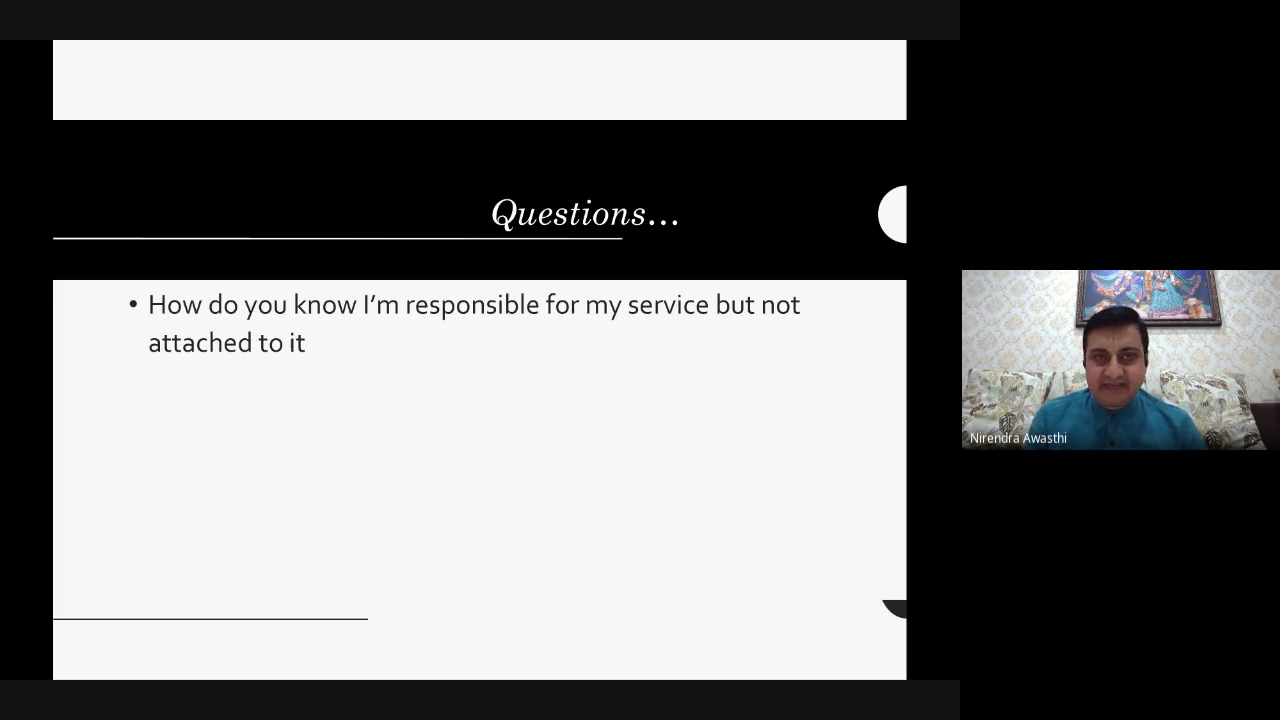 Questions...
• How do you know I’m responsible for my service but not
attached to it
Nirendra Awasthi